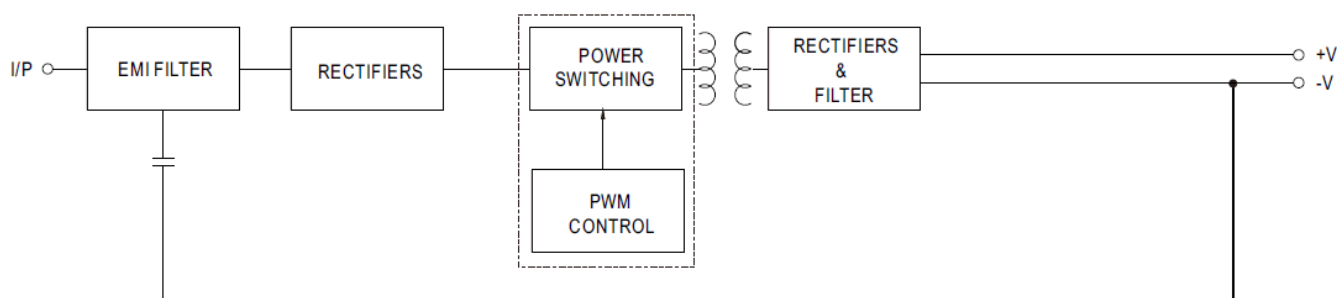 I/P
EMI FILTER
RECTIFIERS
POWER
SWITCHING
RECTIFIERS
&
FILTER
+V
-V
PWM
CONTROL